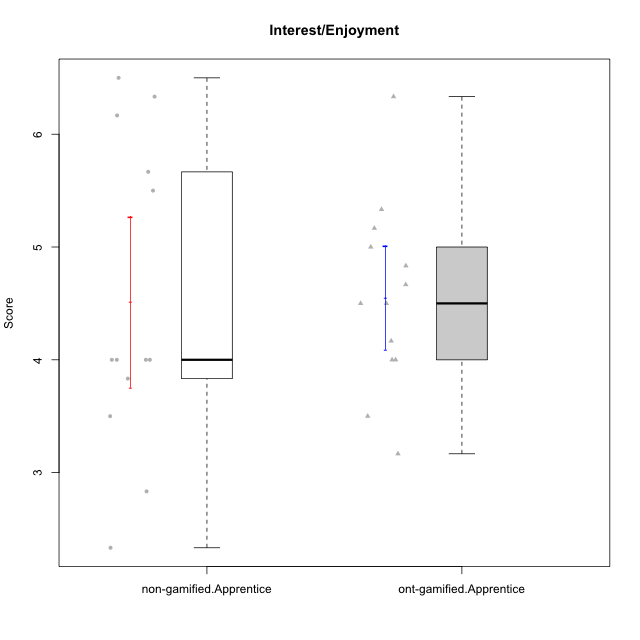 Interest/Enjoyment
Score
6
5
4
3
non-gamified.Apprentice
ont-gamified.Apprentice